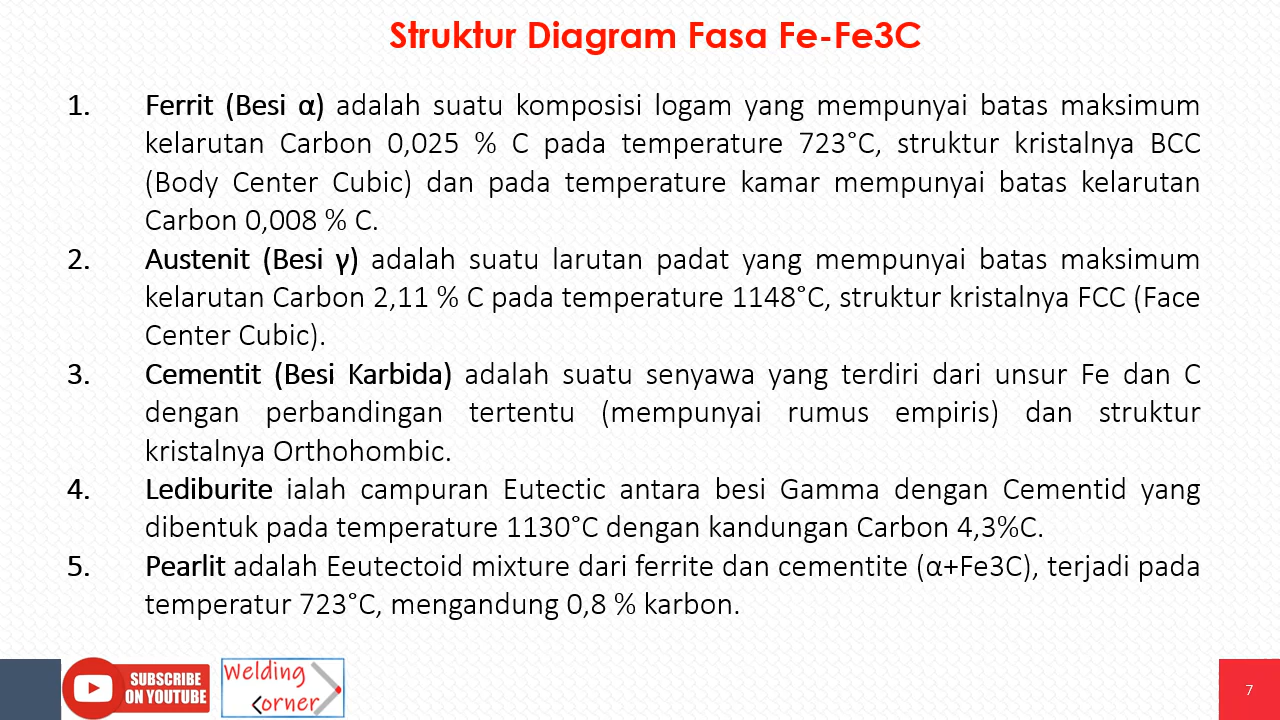 Struktur Diagram Fasa Fe-Fe3C
1. Ferrit (Besi α) adalah suatu komposisi logam yang mempunyai batas maksimum
kelarutan Carbon 0,025 % C pada temperature 723°C, struktur kristalnya BCC
(Body Center Cubic) dan pada temperature kamar mempunyai batas kelarutan
Carbon 0,008 % C.
2. Austenit (Besi γ) adalah suatu larutan padat yang mempunyai batas maksimum
kelarutan Carbon 2,11 % C pada temperature 1148°C, struktur kristalnya FCC (Face
Center Cubic).
3. Cementit (Besi Karbida) adalah suatu senyawa yang terdiri dari unsur Fe dan C
dengan perbandingan tertentu (mempunyai rumus empiris) dan struktur
kristalnya Orthohombic.
4. Lediburite ialah campuran Eutectic antara besi Gamma dengan Cementid yang
dibentuk pada temperature 1130°C dengan kandungan Carbon 4,3%C.
5. Pearlit adalah Eeutectoid mixture dari ferrite dan cementite (α+Fe3C), terjadi pada
temperatur 723°C, mengandung 0,8 % karbon.
SUBSCRIBE
ON YOUTUBE
Welding
Corner
7